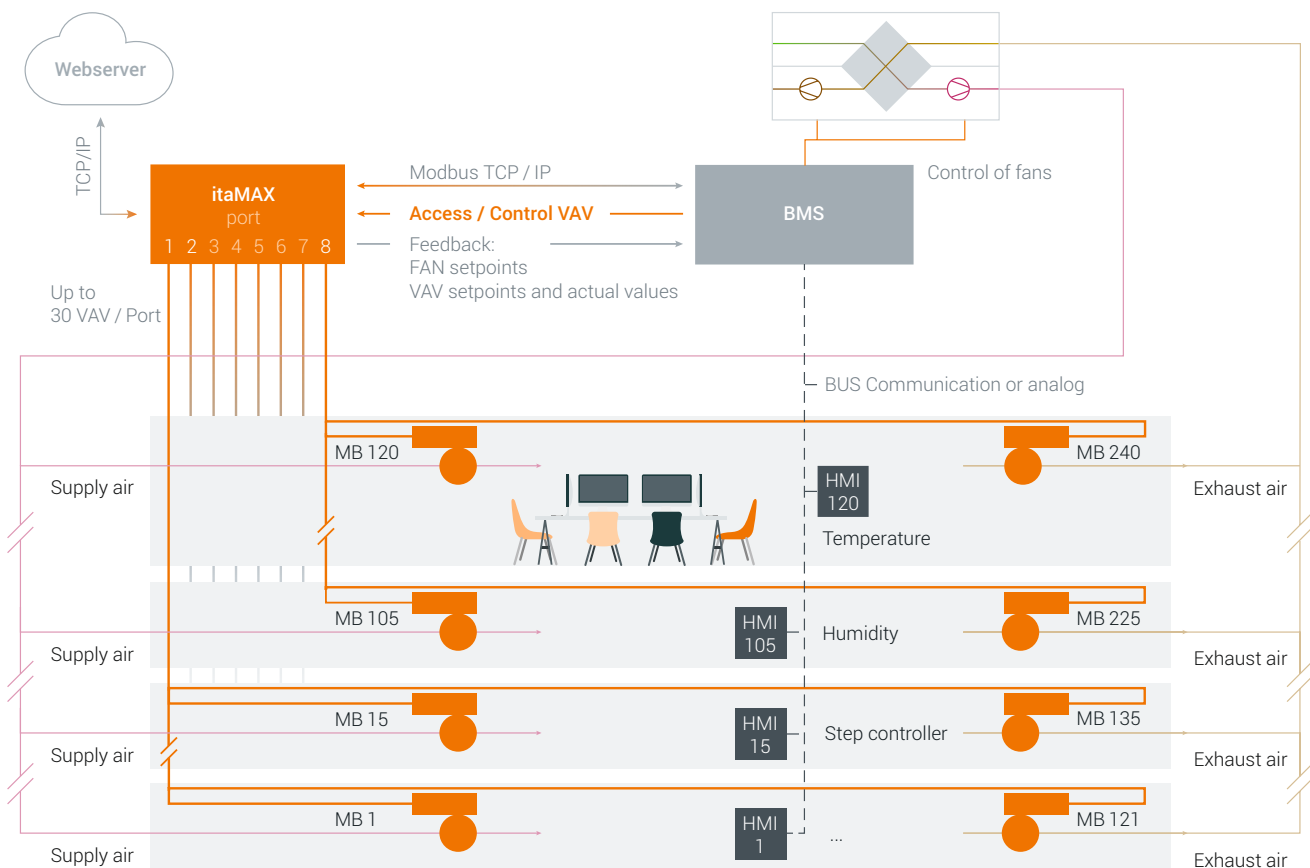 Webserver
TCP/IP
itaMAX
port
1 2 3 4 5 6 7 8
Modbus TCP / IP
Access / Control VAV
Feedback:
FAN setpoints
VAV setpoints and actual values
BMS
Control of fans
Up to
30 VAV / Port
BUS Communication or analog
MB 120
MB 240
Supply air
HMI
120
Exhaust air
Temperature
MB 105
MB 225
Supply air
HMI
105
Humidity
Exhaust air
MB 15
MB 135
Supply air
HMI
15
Step controller
Exhaust air
MB 1
MB 121
Supply air
HMI
1
...
Exhaust air